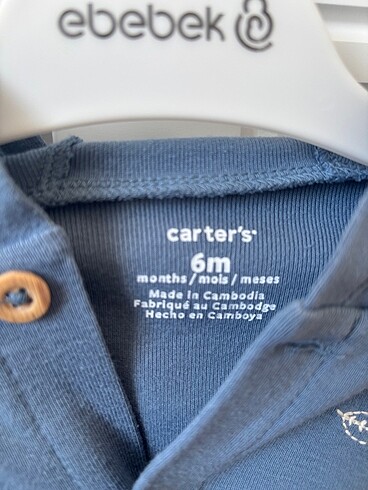 ebebek
carter's
6m
months / mois / meses
Made in Cambodia
Fabriqué au Cambodge
Hecho en Camboya